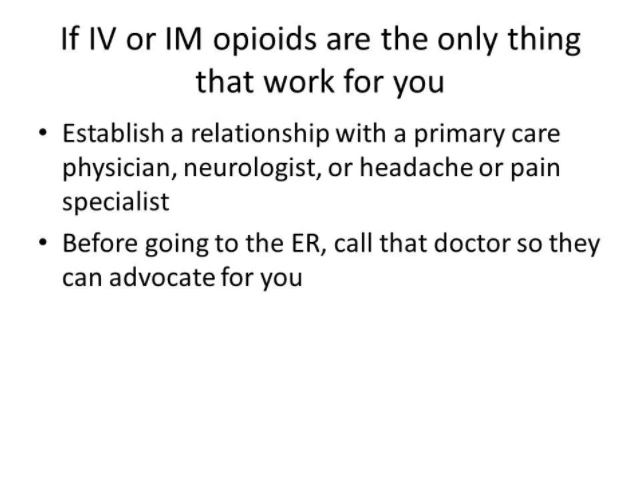 If IV or IM opioids are the only thing
that work for you
• Establish a relationship with a primary care
physician, neurologist, or headache or pain
specialist
• Before going to the ER, call that doctor so they
can advocate for you